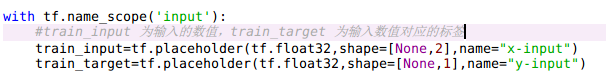 with tf.name_scope('input'):
    #train_input 为输入的数值，train_target 为输入数值对应的标签
    train_input=tf.placeholder(tf.float32,shape=[None,2],name="x-input")
    train_target=tf.placeholder(tf.float32,shape=[None,1],name="y-input")